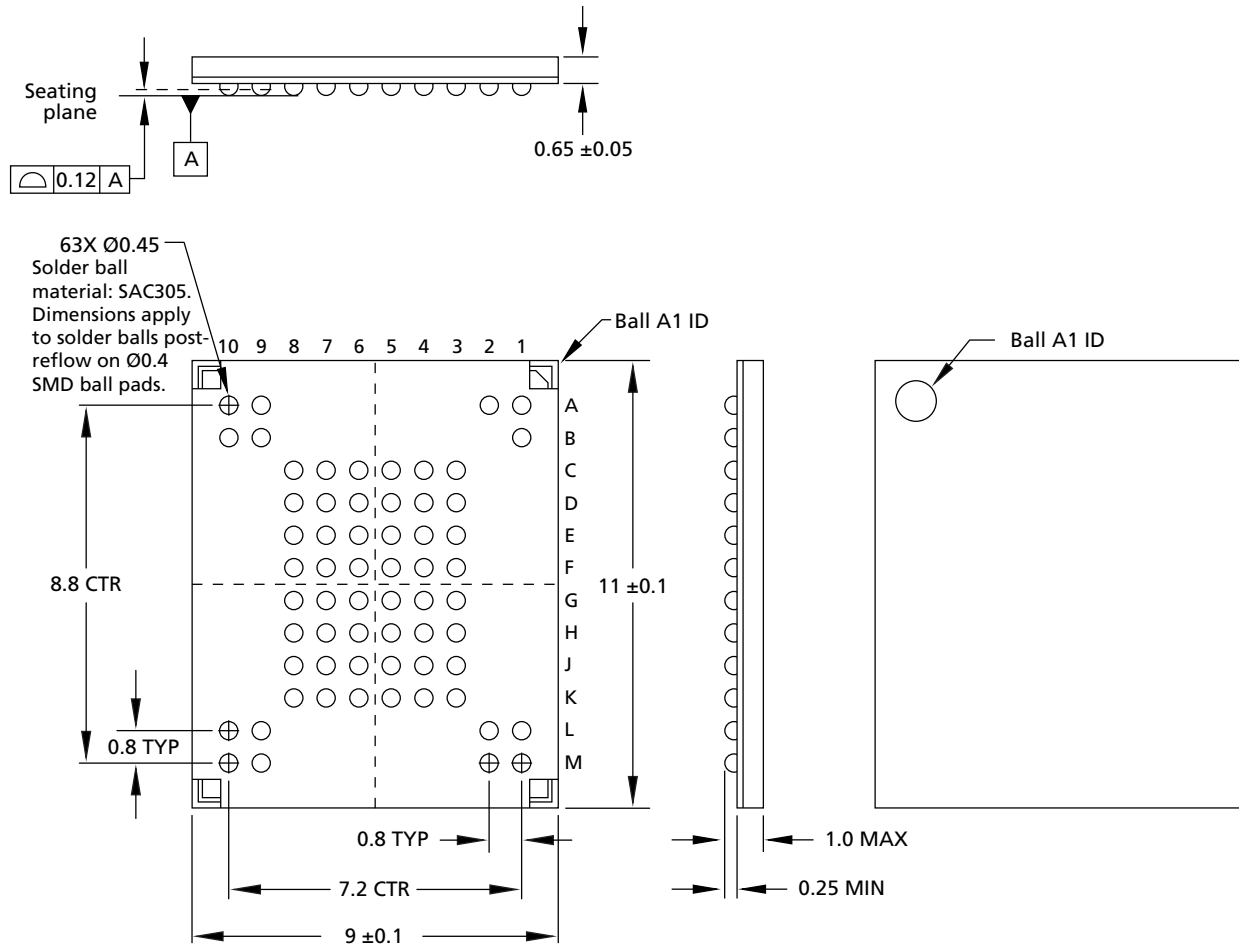 Seating
plane
A
0.12 A
0.65 ±0.05
63X Ø0.45
Solder ball
material: SAC305.
Dimensions apply
to solder balls post-
reflow on Ø0.4
SMD ball pads.
Ball A1 ID
Ball A1 ID
10 9 8 7 6 5 4 3 2 1
A
B
C
D
E
F
G
H
J
K
L
M
8.8 CTR
11 ±0.1
0.8 TYP
0.8 TYP
1.0 MAX
7.2 CTR
0.25 MIN
9 ±0.1